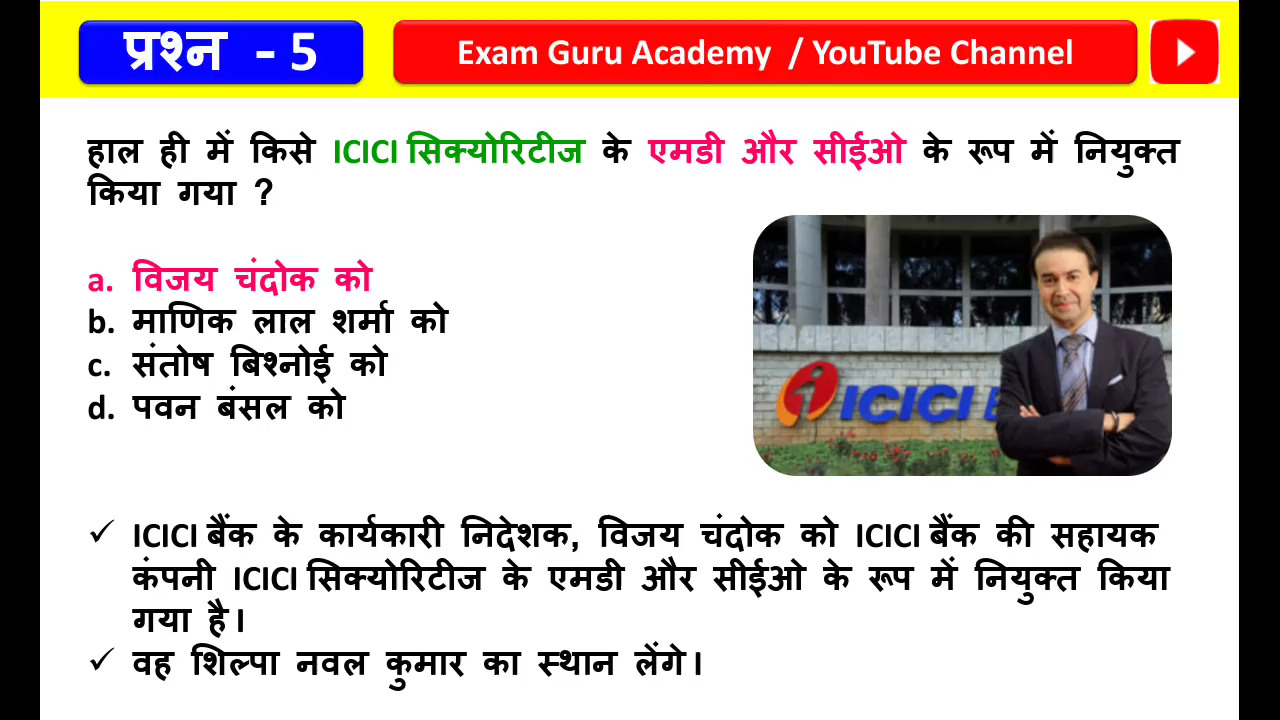 प्रश्न - 5
Exam Guru Academy / YouTube Channel
हाल ही में किसे ICICI सिक्योरिटीज के एमडी और सीईओ के रूप में नियुक्त
किया गया ?
a. विजय चंदोक को
b. माणिक लाल शर्मा को
c. संतोष बिश्नोई को
d. पवन बंसल को
ICICI
✓ ICICI बैंक के कार्यकारी निदेशक, विजय चंदोक को ICICI बैंक की सहायक
कंपनी ICICI सिक्योरिटीज के एमडी और सीईओ के रूप में नियुक्त किया
गया है।
✓ वह शिल्पा नवल कुमार का स्थान लेंगे।